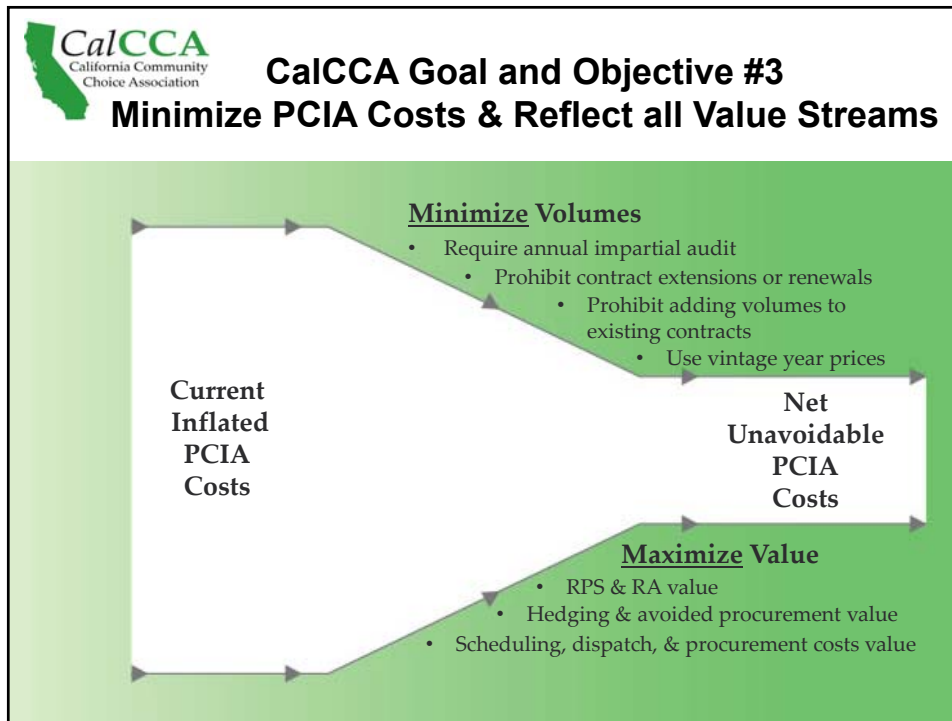 CalCCA
California Community
Choice Association
CalCCA Goal and Objective #3
Minimize PCIA Costs & Reflect all Value Streams
Minimize Volumes
• Require annual impartial audit
• Prohibit contract extensions or renewals
• Prohibit adding volumes to
existing contracts
• Use vintage year prices
Current
Inflated
PCIA
Costs
Net
Unavoidable
PCIA
Costs
Maximize Value
• RPS & RA value
• Hedging & avoided procurement value
• Scheduling, dispatch, & procurement costs value